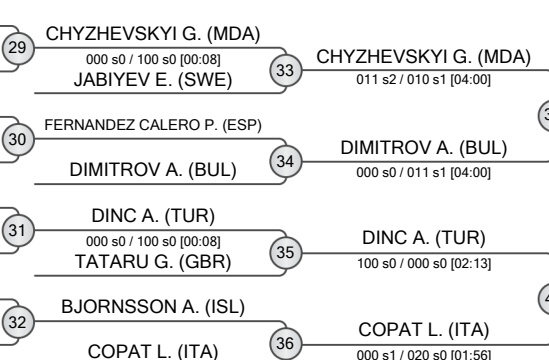 29
CHYZHEVSKYI G. (MDA)
000 s0 / 100 s0 [00:08]
JABIYEV E. (SWE)
33
CHYZHEVSKYI G. (MDA)
011 s2 / 010 s1 [04:00]
30
FERNANDEZ CALERO P. (ESP)
DIMITROV A. (BUL)
34
DIMITROV A. (BUL)
000 s0 / 011 s1 [04:00]
31
DINC A. (TUR)
000 s0 / 100 s0 [00:08]
TATARU G. (GBR)
35
DINC A. (TUR)
100 s0 / 000 s0 [02:13]
32
BJORNSSON A. (ISL)
COPAT L. (ITA)
36
COPAT L. (ITA)
000 s1 / 020 s0 [01:56]